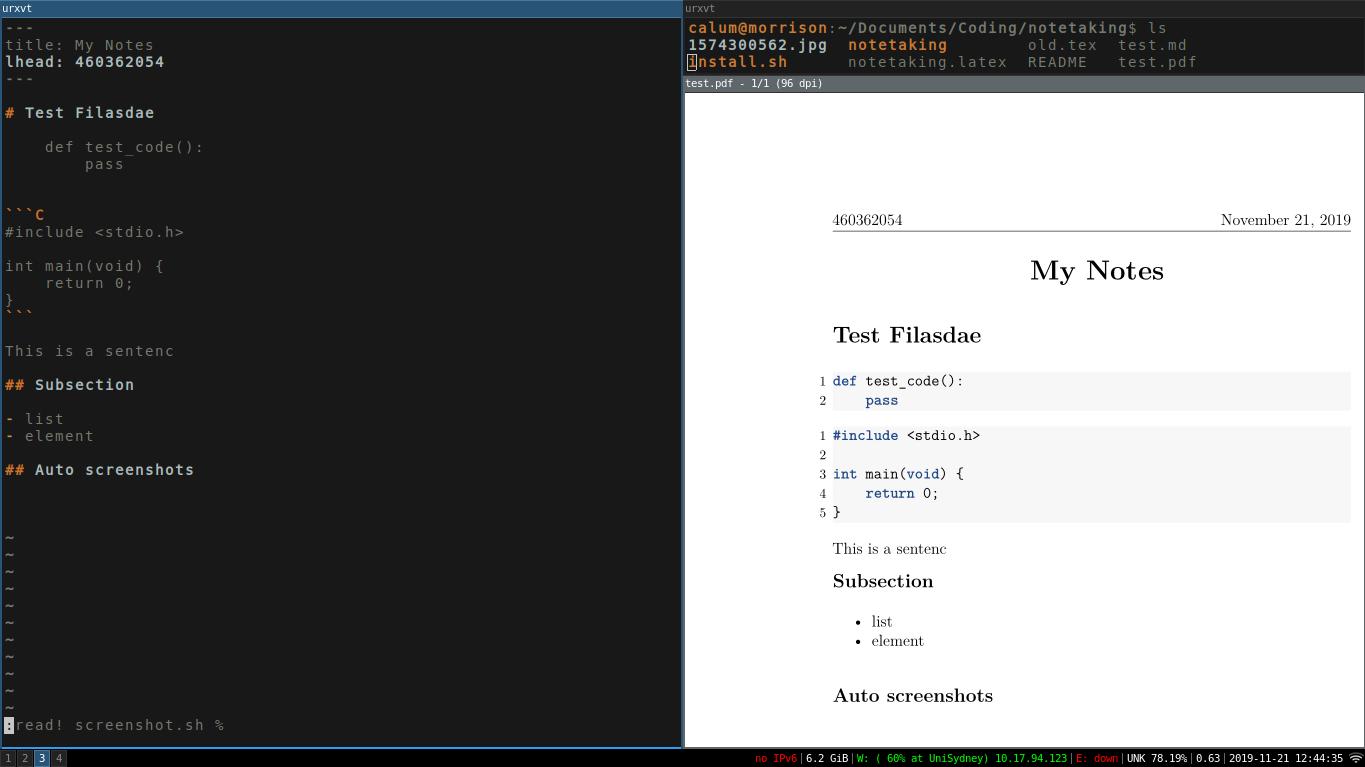 urxvt
---
title: My Notes
lhead: 460362054
---
# Test Filasdae
    def test_code():
        pass
```C
#include <stdio.h>
int main(void) {
    return 0;
}
```
This is a sentenc
## Subsection
- list
- element
## Auto screenshots
~
~
~
~
~
~
~
~
~
~
~
:read! screenshot.sh %
urxvt
calum@morrison:~/Documents/Coding/notetaking$ ls
1574300562.jpg  notetaking        old.tex  test.md
install.sh      notetaking.latex  README   test.pdf
test.pdf - 1/1 (96 dpi)
460362054 November 21, 2019
My Notes
Test Filasdae
1 def test_code():
2     pass
1 #include <stdio.h>
2
3 int main(void) {
4     return 0;
5 }
This is a sentenc
Subsection
• list
• element
Auto screenshots
1 2 3 4 no IPv6|6.2 GiB|W: ( 60% at UniSydney) 10.17.94.123|E: down|UNK 78.19%|0.63|2019-11-21 12:44:35